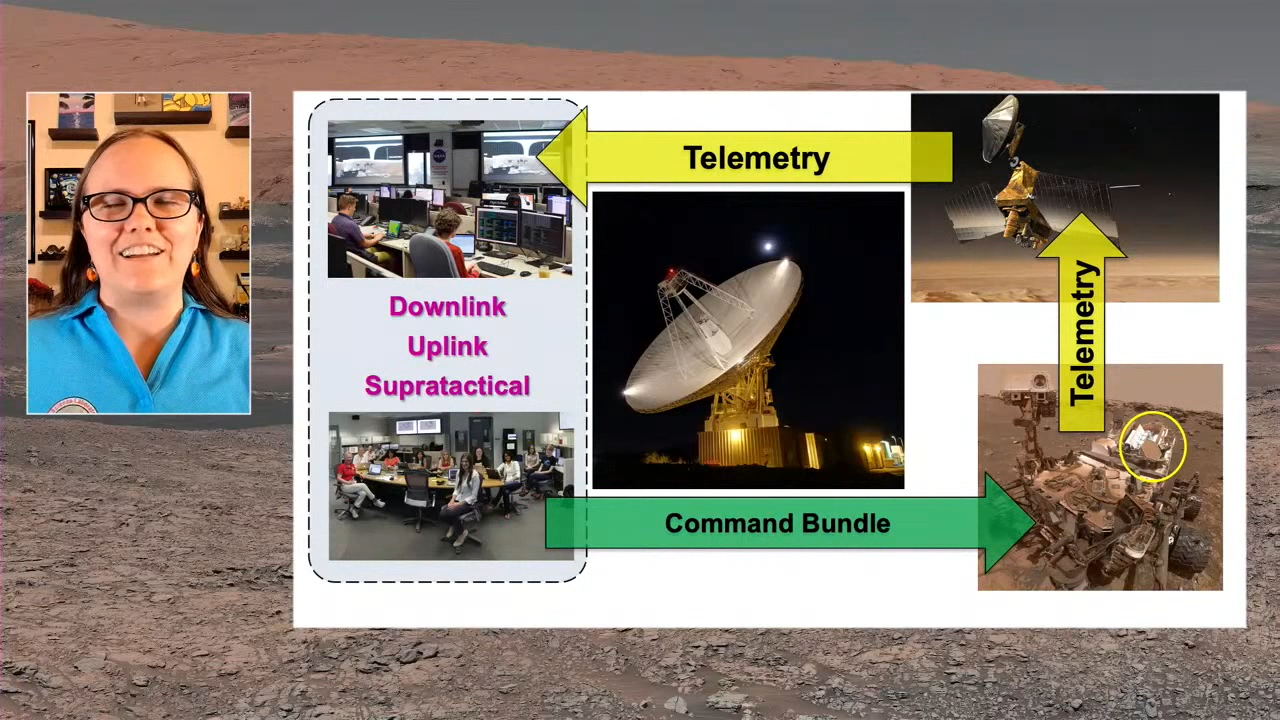 Telemetry
Downlink
Uplink
Supratactical
Telemetry
Command Bundle